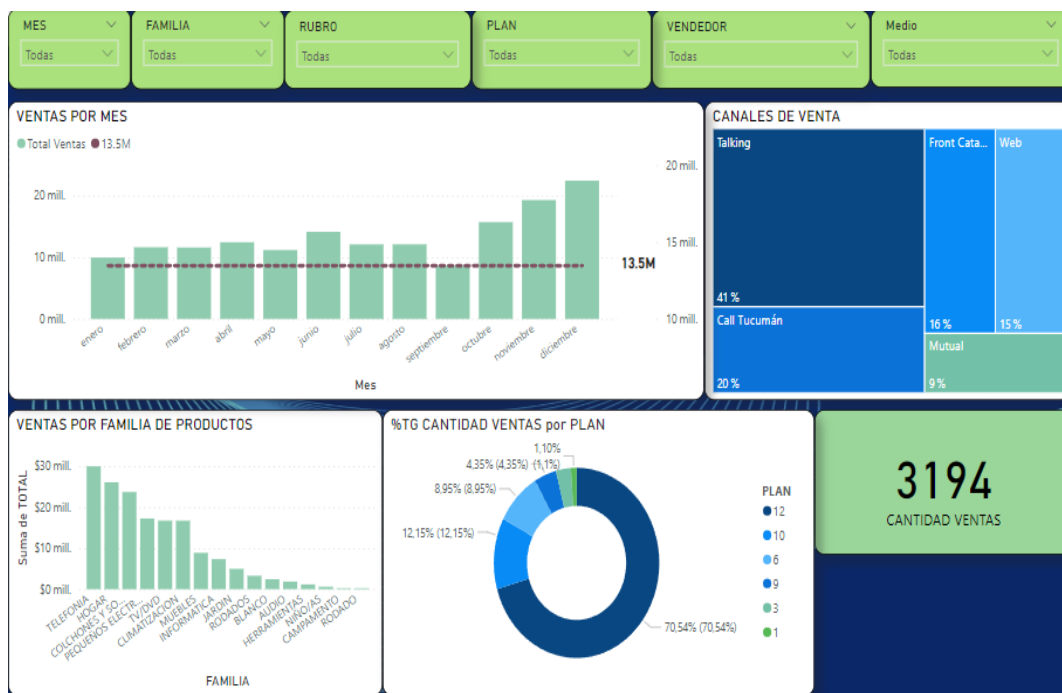 MES
Todas
FAMILIA
Todas
RUBRO
Todas
PLAN
Todas
VENDEDOR
Todas
Medio
Todas
VENTAS POR MES
Total Ventas 13.5M
20 mill.
10 mill.
0 mill.
20 mill.
15 mill.
10 mill.
13.5M
enero
febrero
marzo
abril
mayo
junio
julio
agosto
septiembre
octubre
noviembre
diciembre
Mes
CANALES DE VENTA
Talking
41 %
Call Tucumán
20 %
Front Cata...
16 %
Web
15 %
Mutual
9 %
VENTAS POR FAMILIA DE PRODUCTOS
Suma de TOTAL
$30 mill.
$20 mill.
$10 mill.
$0 mill.
TELEFONIA
HOGAR
COLCHONES Y SO...
PEQUEÑOS ELECTR...
TV/DVD
CLIMATIZACION
MUEBLES
INFORMATICA
JARDIN
RODADOS
BLANCO
AUDIO
HERRAMIENTAS
NIÑO/AS
CAMPAMENTO
RODADO
FAMILIA
%TG CANTIDAD VENTAS por PLAN
1,10%
4,35% (4,35%) (1,1%)
8,95% (8,95%)
12,15% (12,15%)
70,54% (70,54%)
PLAN
12
10
6
9
3
1
3194
CANTIDAD VENTAS